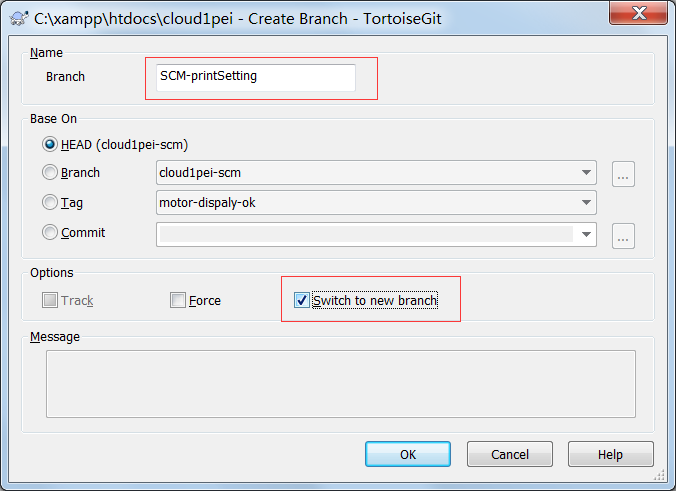 C:\xampp\htdocs\cloud1pei - Create Branch - TortoiseGit
Name
Branch SCM-printSetting
Base On
HEAD (cloud1pei-scm)
Branch cloud1pei-scm ...
Tag motor-dispaly-ok
Commit ...
Options
Track Force Switch to new branch
Message
OK Cancel Help